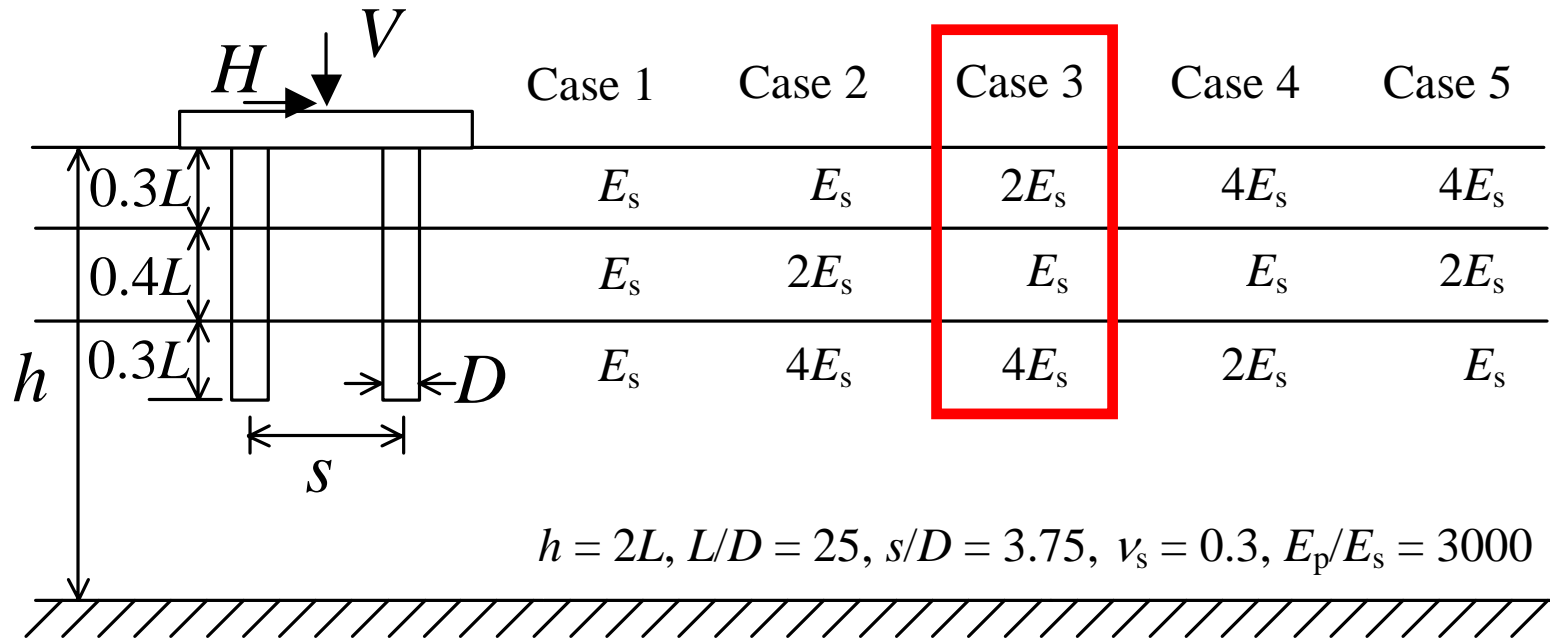 V
H
Case 1 Case 2 Case 3 Case 4 Case 5
0.3L Es Es 2Es 4Es 4Es
0.4L Es 2Es Es Es 2Es
h 0.3L D Es 4Es 4Es 2Es Es
s
h = 2L, L/D = 25, s/D = 3.75, νs = 0.3, Ep/Es = 3000